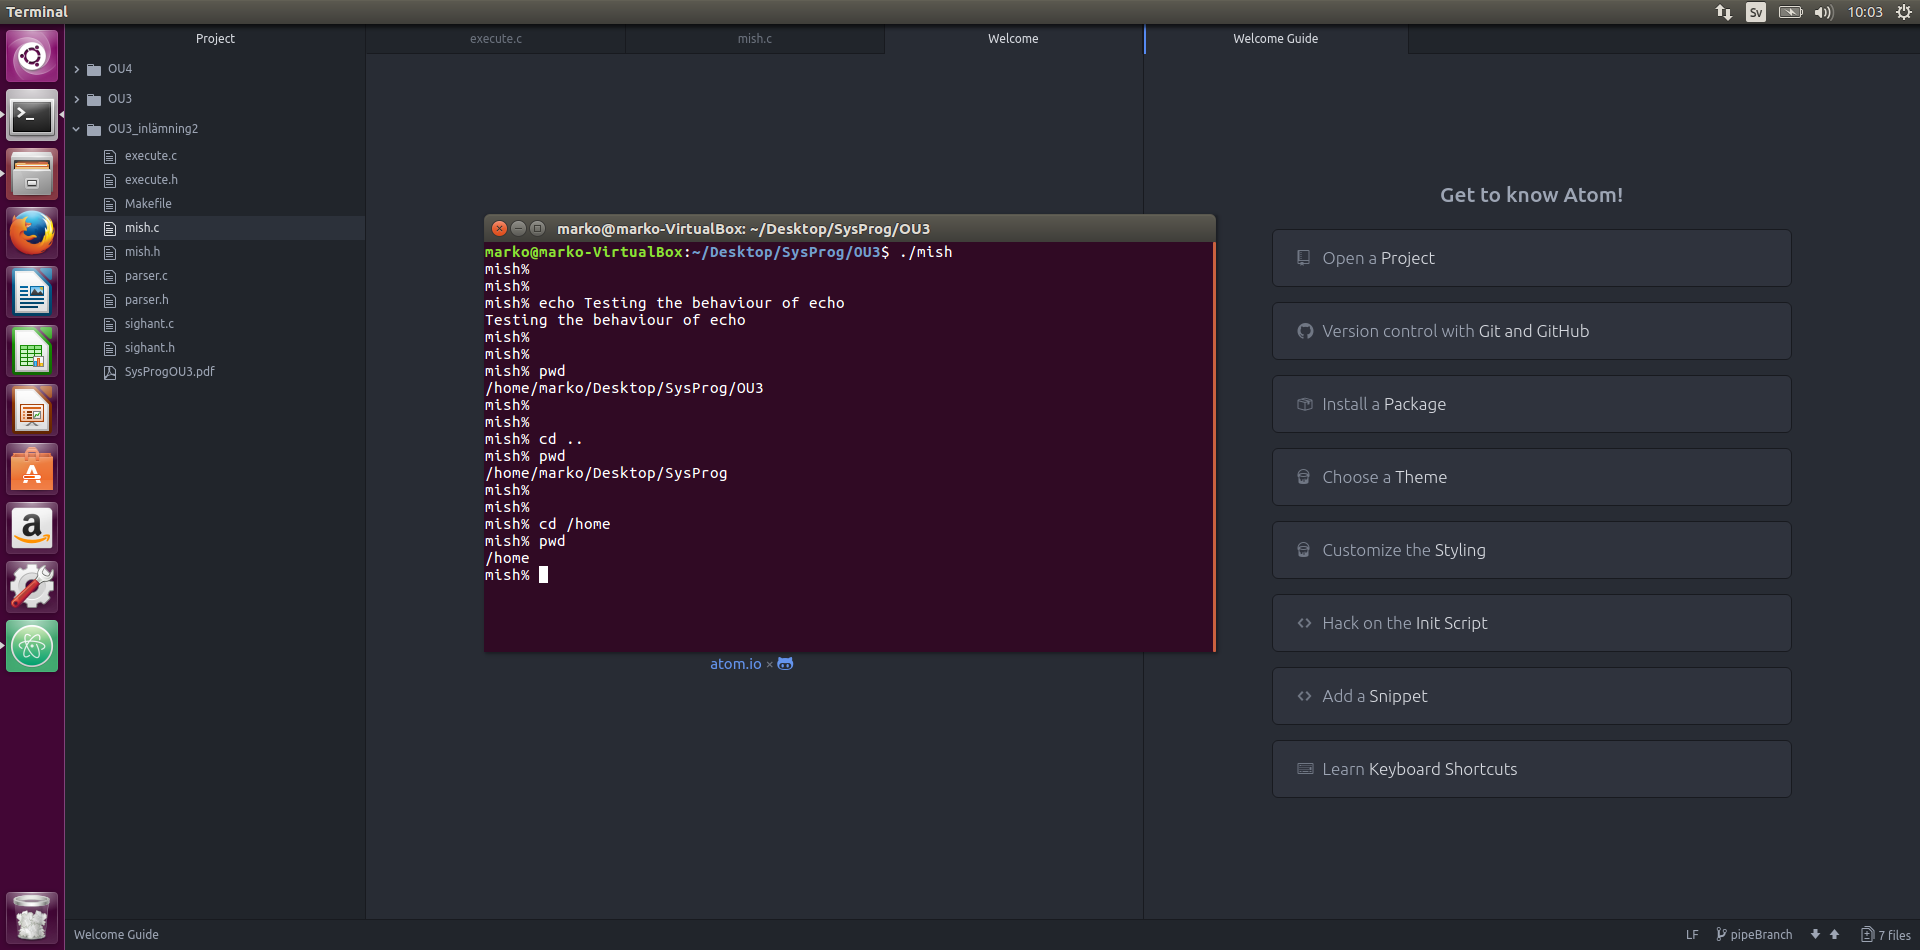 Terminal
Sv
10:03
Project
execute.c
mish.c
Welcome
Welcome Guide
OU4
OU3
OU3_inlämning2
execute.c
execute.h
Makefile
mish.c
mish.h
parser.c
parser.h
sighant.c
sighant.h
SysProgOU3.pdf
marko@marko-VirtualBox: ~/Desktop/SysProg/OU3
marko@marko-VirtualBox:~/Desktop/SysProg/OU3$ ./mish
mish%
mish%
mish% echo Testing the behaviour of echo
Testing the behaviour of echo
mish%
mish%
mish% pwd
/home/marko/Desktop/SysProg/OU3
mish%
mish%
mish% cd ..
mish% pwd
/home/marko/Desktop/SysProg
mish%
mish%
mish% cd /home
mish% pwd
/home
mish%
atom.io ×
Get to know Atom!
Open a Project
Version control with Git and GitHub
Install a Package
Choose a Theme
Customize the Styling
Hack on the Init Script
Add a Snippet
Learn Keyboard Shortcuts
Welcome Guide
LF
pipeBranch
7 files